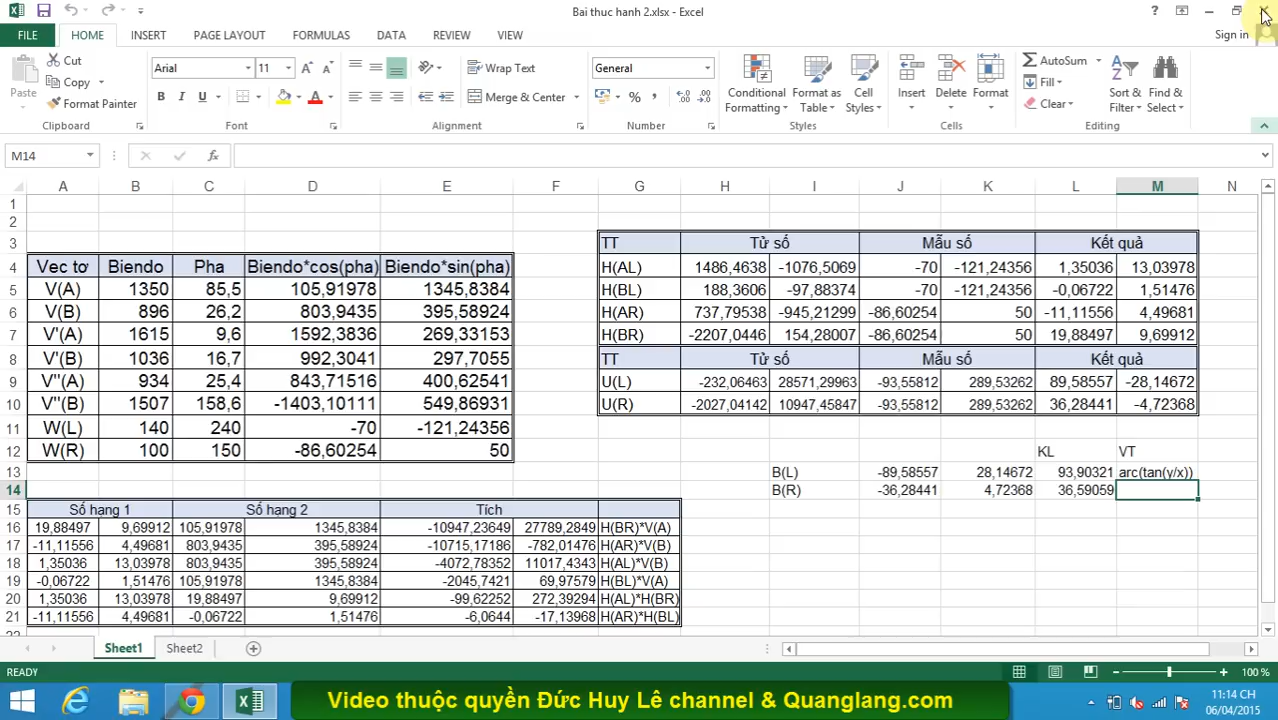 Bai thuc hanh 2.xlsx - Excel
?
FILE HOME INSERT PAGE LAYOUT FORMULAS DATA REVIEW VIEW Sign in
Paste
Cut
Copy
Format Painter
Arial 11
B I U
Wrap Text
Merge & Center
General
Conditional Formatting
Format as Table
Cell Styles
Insert Delete Format
AutoSum
Fill
Clear
Sort & Filter
Find & Select
Clipboard Font Alignment Number Styles Cells Editing
M14 fx
A B C D E F G H I J K L M N
1
2
3 TT Tử số Mẫu số Kết quả
4 Vec tơ Biendo Pha Biendo*cos(pha) Biendo*sin(pha) H(AL) 1486,4638 -1076,5069 -70 -121,24356 1,35036 13,03978
5 V(A) 1350 85,5 105,91978 1345,8384 H(BL) 188,3606 -97,88374 -70 -121,24356 -0,06722 1,51476
6 V(B) 896 26,2 803,9435 395,58924 H(AR) 737,79538 -945,21299 -86,60254 50 -11,11556 4,49681
7 V'(A) 1615 9,6 1592,3836 269,33153 H(BR) -2207,0446 154,28007 -86,60254 50 19,88497 9,69912
8 V'(B) 1036 16,7 992,3041 297,7055 TT Tử số Mẫu số Kết quả
9 V''(A) 934 25,4 843,71516 400,62541 U(L) -232,06463 28571,29963 -93,55812 289,53262 89,58557 -28,14672
10 V''(B) 1507 158,6 -1403,10111 549,86931 U(R) -2027,04142 10947,45847 -93,55812 289,53262 36,28441 -4,72368
11 W(L) 140 240 -70 -121,24356
12 W(R) 100 150 -86,60254 50 KL VT
13 B(L) -89,58557 28,14672 93,90321 arc(tan(y/x))
14 B(R) -36,28441 4,72368 36,59059
15 Số hạng 1 Số hạng 2 Tích
16 19,88497 9,69912 105,91978 1345,8384 -10947,23649 27789,2849 H(BR)*V(A)
17 -11,11556 4,49681 803,9435 395,58924 -10715,17186 -782,01476 H(AR)*V(B)
18 1,35036 13,03978 803,9435 395,58924 -4072,78352 11017,4343 H(AL)*V(B)
19 -0,06722 1,51476 105,91978 1345,8384 -2045,7421 69,97579 H(BL)*V(A)
20 1,35036 13,03978 19,88497 9,69912 -99,62252 272,39294 H(AL)*H(BR)
21 -11,11556 4,49681 -0,06722 1,51476 -6,0644 -17,13968 H(AR)*H(BL)
22
Sheet1 Sheet2
READY 100 %
Video thuộc quyền Đức Huy Lê channel & Quanglang.com
11:14 CH
06/04/2015